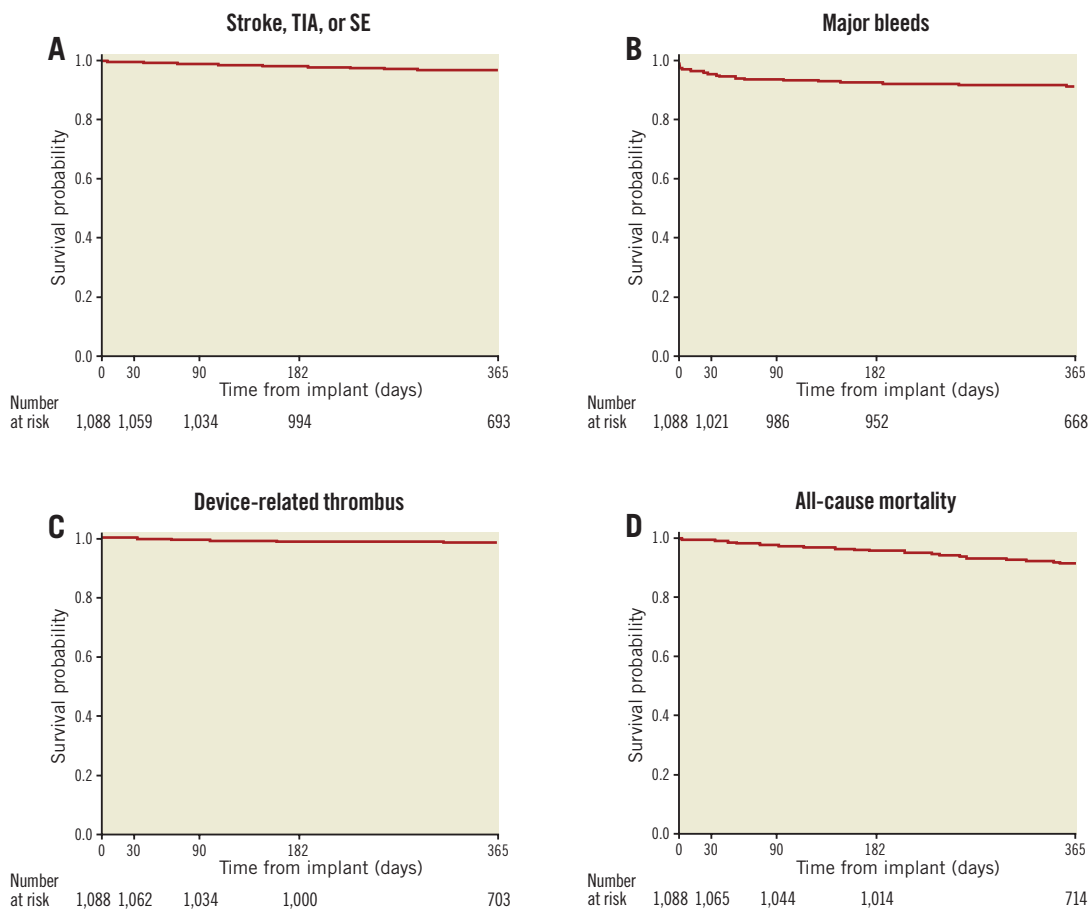 Stroke, TIA, or SE
A
Survival probability
1.0
0.8
0.6
0.4
0.2
0.0
0 30 90 182 365
Time from implant (days)
Number
at risk 1,088 1,059 1,034 994 693
Major bleeds
B
Survival probability
1.0
0.8
0.6
0.4
0.2
0.0
0 30 90 182 365
Time from implant (days)
Number
at risk 1,088 1,021 986 952 668
Device-related thrombus
C
Survival probability
1.0
0.8
0.6
0.4
0.2
0.0
0 30 90 182 365
Time from implant (days)
Number
at risk 1,088 1,062 1,034 1,000 703
All-cause mortality
D
Survival probability
1.0
0.8
0.6
0.4
0.2
0.0
0 30 90 182 365
Time from implant (days)
Number
at risk 1,088 1,065 1,044 1,014 714